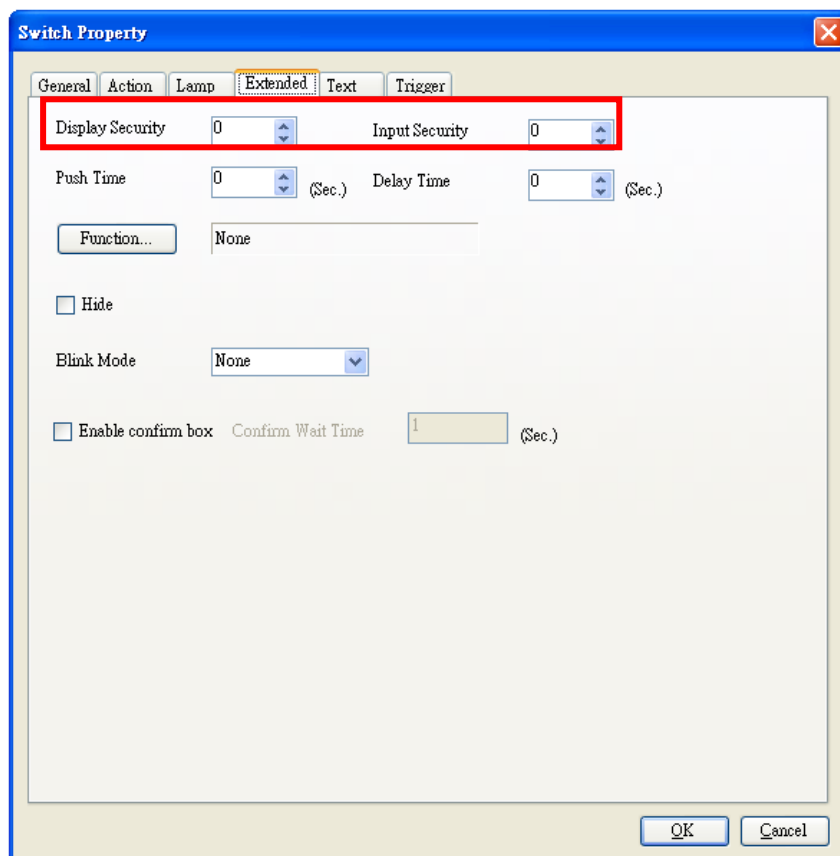 Switch Property
General Action Lamp Extended Text Trigger
Display Security 0 Input Security 0
Push Time 0 (Sec.) Delay Time 0 (Sec.)
Function... None
Hide
Blink Mode None
Enable confirm box Confirm Wait Time 1 (Sec.)
OK Cancel